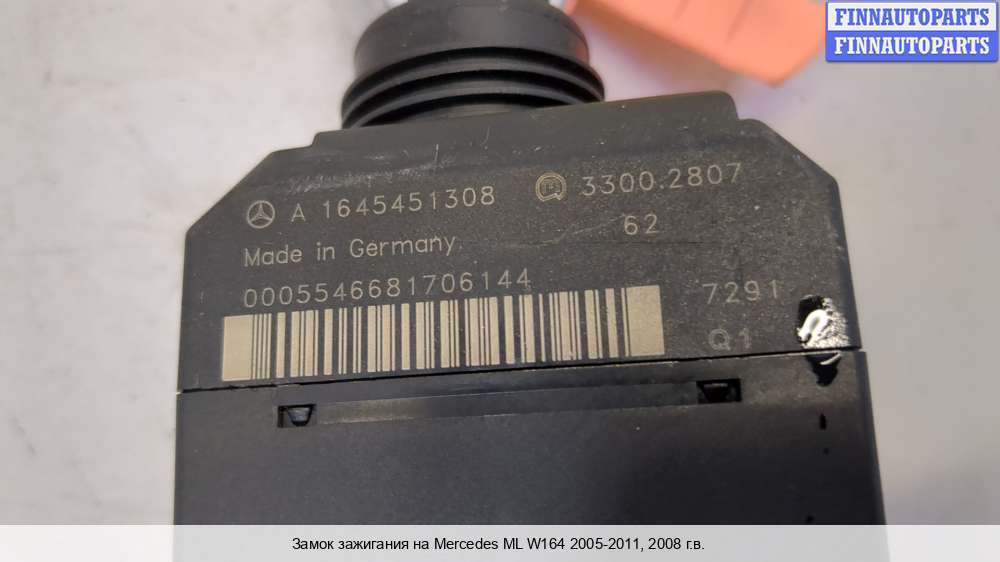 FINNAUTOPARTS
FINNAUTOPARTS
A 1645451308 3300.2807
62
Made in Germany
0005546681706144
7291
Q1
Замок зажигания на Mercedes ML W164 2005-2011, 2008 г.в.